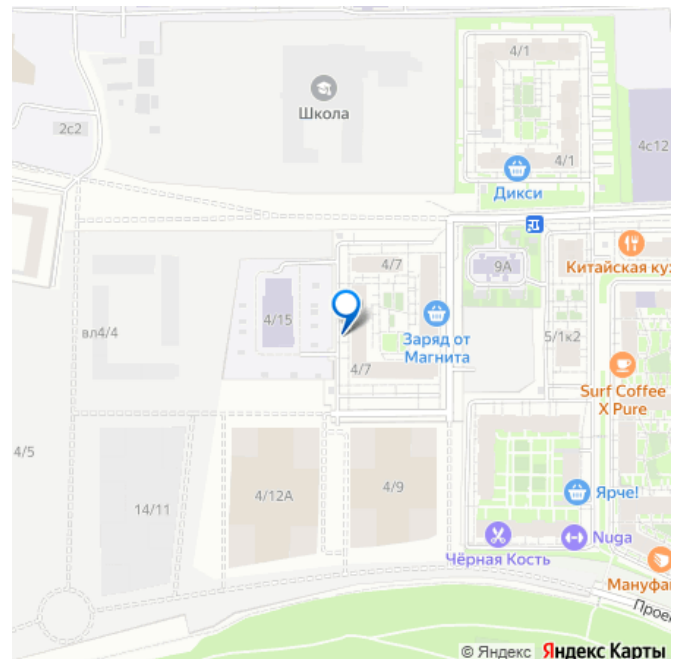 4/1
Школа
2с2
4с12
4/1
Дикси
9А
Китайская ку
4/7
4/15
вл4/4
Заряд от
Магнита
5/1к2
4/7
Surf Coffee
X Pure
4/5
4/12А
4/9
14/11
Ярче!
Nuga
Чёрная Кость
Мануфа
Прое
© Яндекс Яндекс Карты